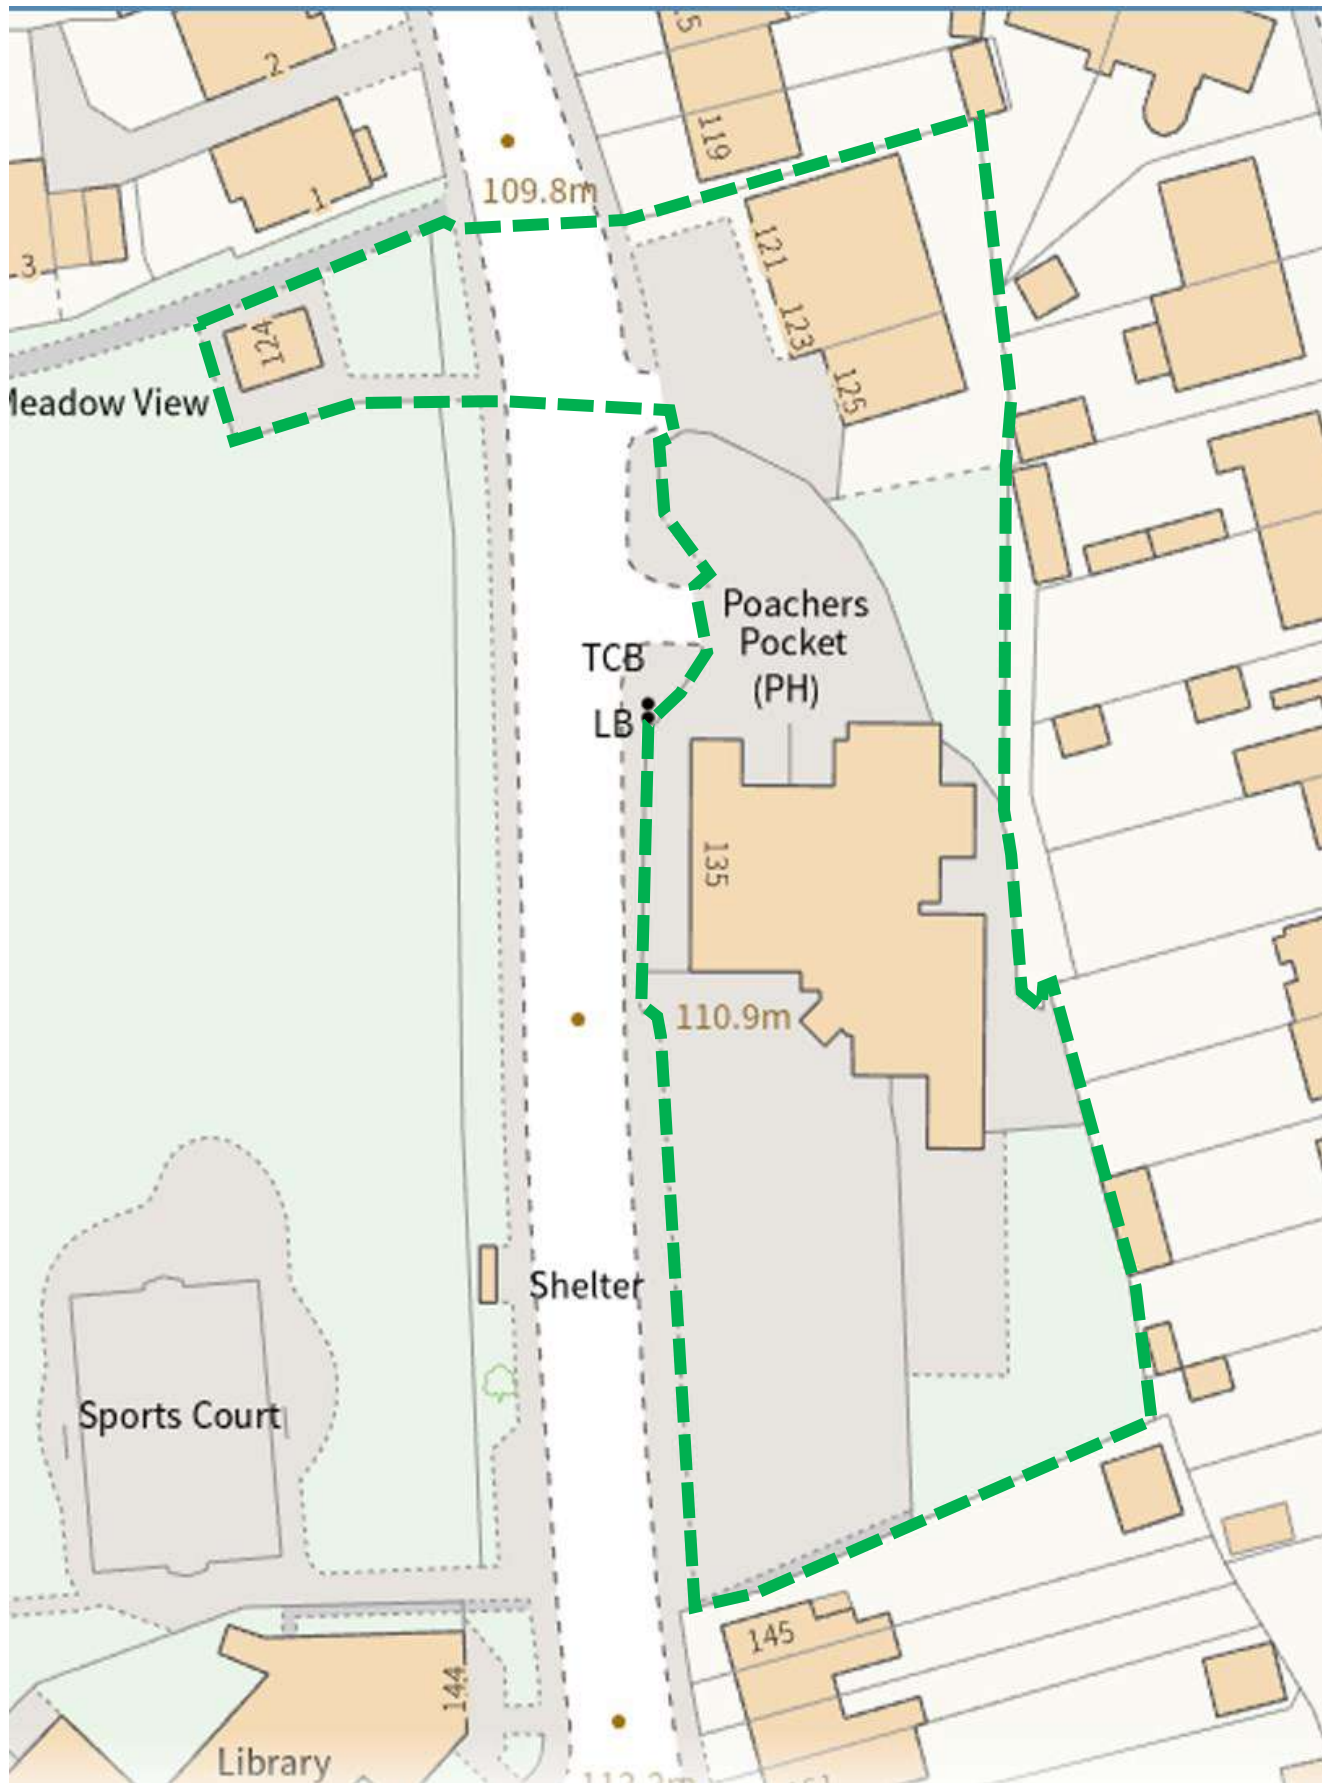 2
119
1
109.8m
3
121
123
124
125
Meadow View
Poachers
Pocket
(PH)
TCB
LB
135
110.9m
Shelter
Sports Court
145
144
Library